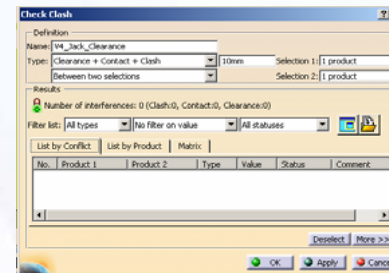 Check Clash
Definition
Name: V4_Jack_Clearance
Type: Clearance + Contact + Clash 10mm Selection 1: 1 product
Between two selections Selection 2: 1 product
Results
Number of interferences: 0 (Clash:0, Contact:0, Clearance:0)
Filter list: All types No filter on value All statuses
List by Conflict List by Product Matrix
No. Product 1 Product 2 Type Value Status Comment
Deselect More >>
OK Apply Cancel